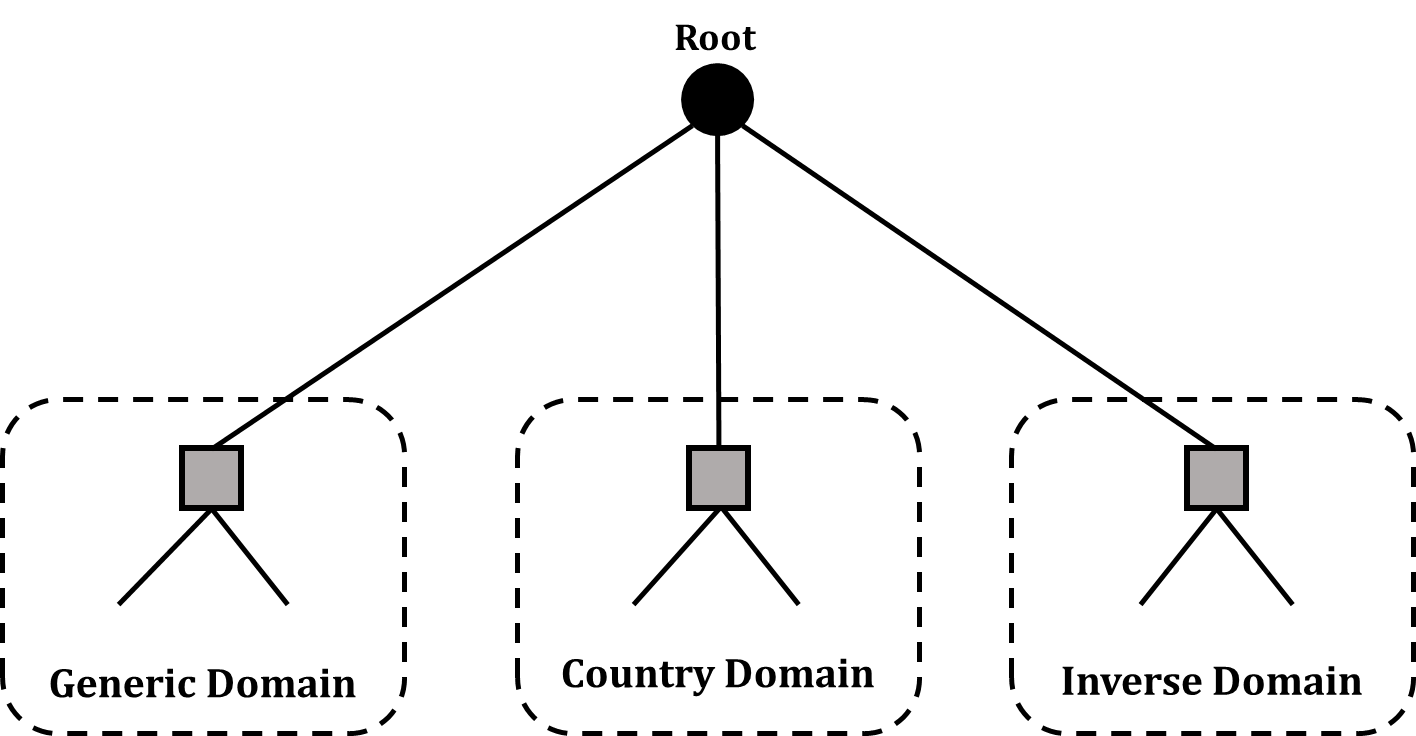 Root
Generic Domain
Country Domain
Inverse Domain